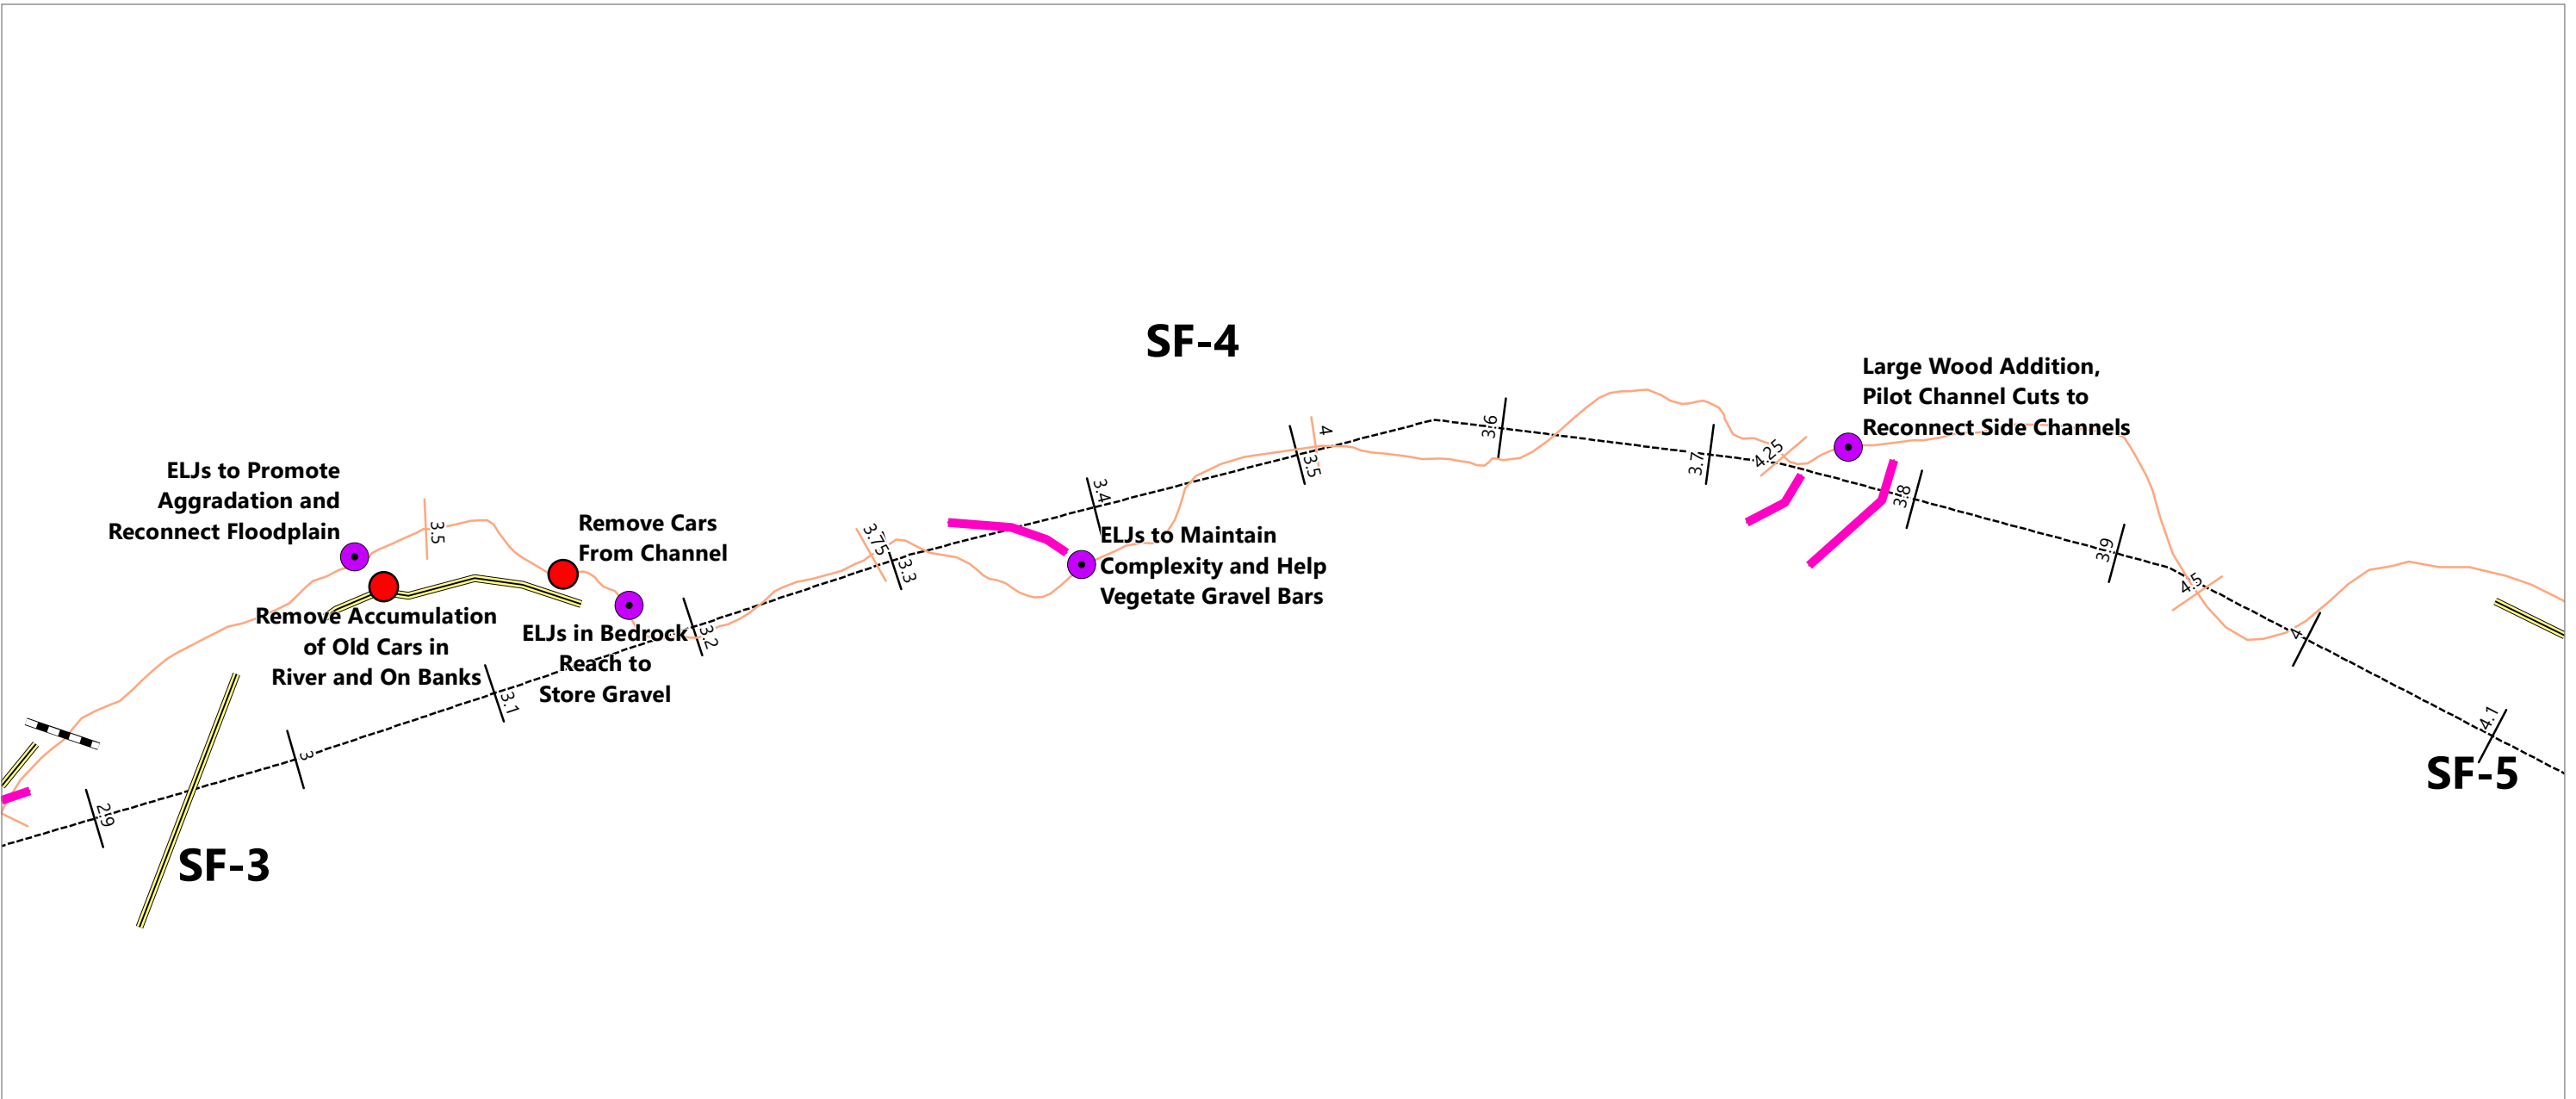 SF-4
Large Wood Addition,
Pilot Channel Cuts to
Reconnect Side Channels
ELJs to Promote
Aggradation and
Reconnect Floodplain
3.5
Remove Cars
From Channel
Remove Accumulation
of Old Cars in
River and On Banks
ELJs in Bedrock
Reach to
Store Gravel
3.75
3.3
3.4
ELJs to Maintain
Complexity and Help
Vegetate Gravel Bars
4
3.5
3.6
3.7
4.25
3.8
3.9
4.5
4
4.1
SF-5
3.2
3.1
3
2.9
SF-3